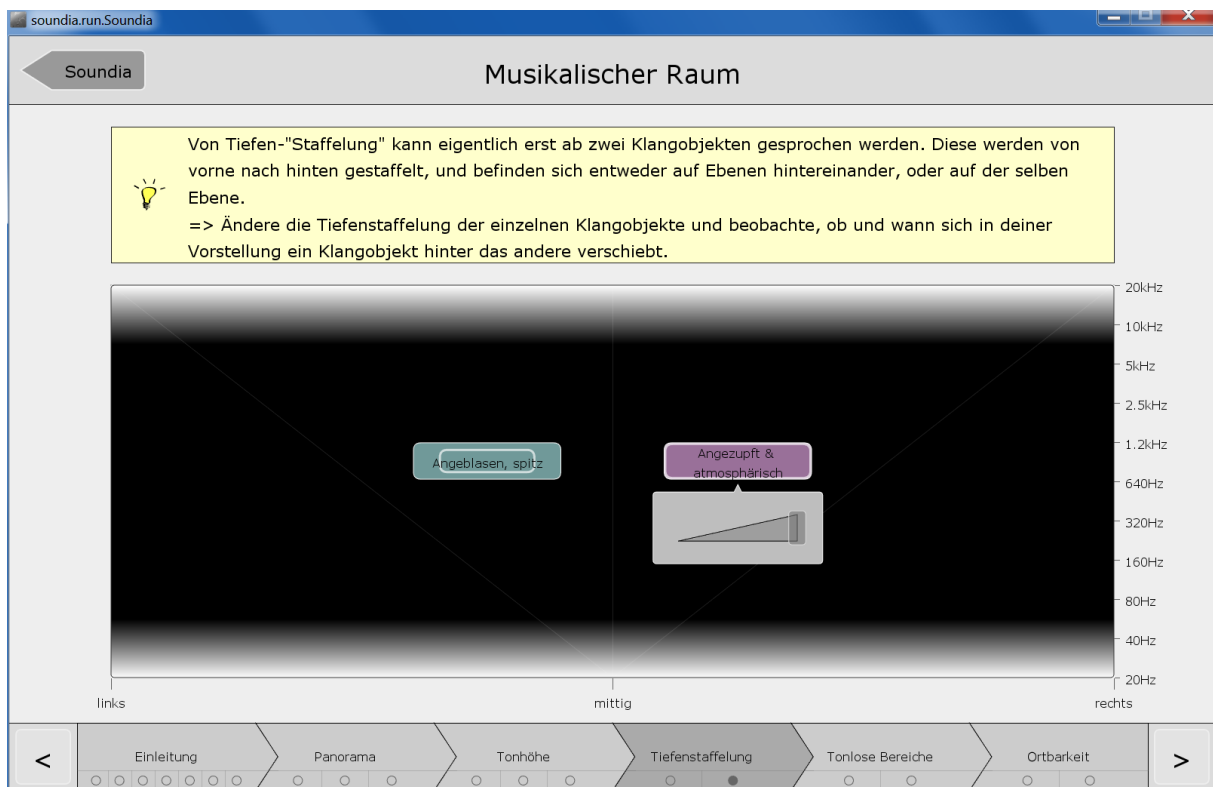 soundia.run.Soundia
Soundia
Musikalischer Raum
Von Tiefen-"Staffelung" kann eigentlich erst ab zwei Klangobjekten gesprochen werden. Diese werden von
vorne nach hinten gestaffelt, und befinden sich entweder auf Ebenen hintereinander, oder auf der selben
Ebene.
=> Ändere die Tiefenstaffelung der einzelnen Klangobjekte und beobachte, ob und wann sich in deiner
Vorstellung ein Klangobjekt hinter das andere verschiebt.
20kHz
10kHz
5kHz
2.5kHz
1.2kHz
640Hz
320Hz
160Hz
80Hz
40Hz
20Hz
Angeblasen, spitz
Angezupft &
atmosphärisch
links
mittig
rechts
<
Einleitung
Panorama
Tonhöhe
Tiefenstaffelung
Tonlose Bereiche
Ortbarkeit
>